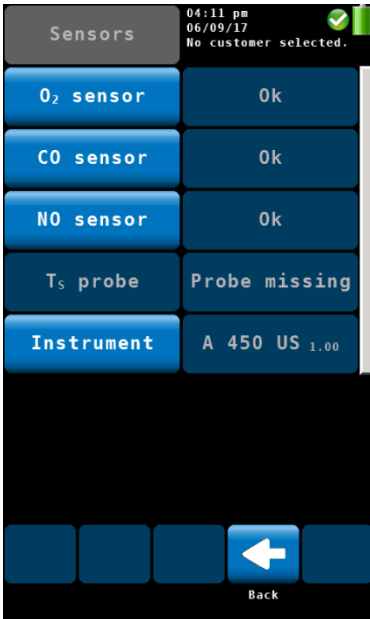 Sensors
04:11 pm
06/09/17
No customer selected.
O₂ sensor
Ok
CO sensor
Ok
NO sensor
Ok
Tₛ probe
Probe missing
Instrument
A 450 US 1.00
Back